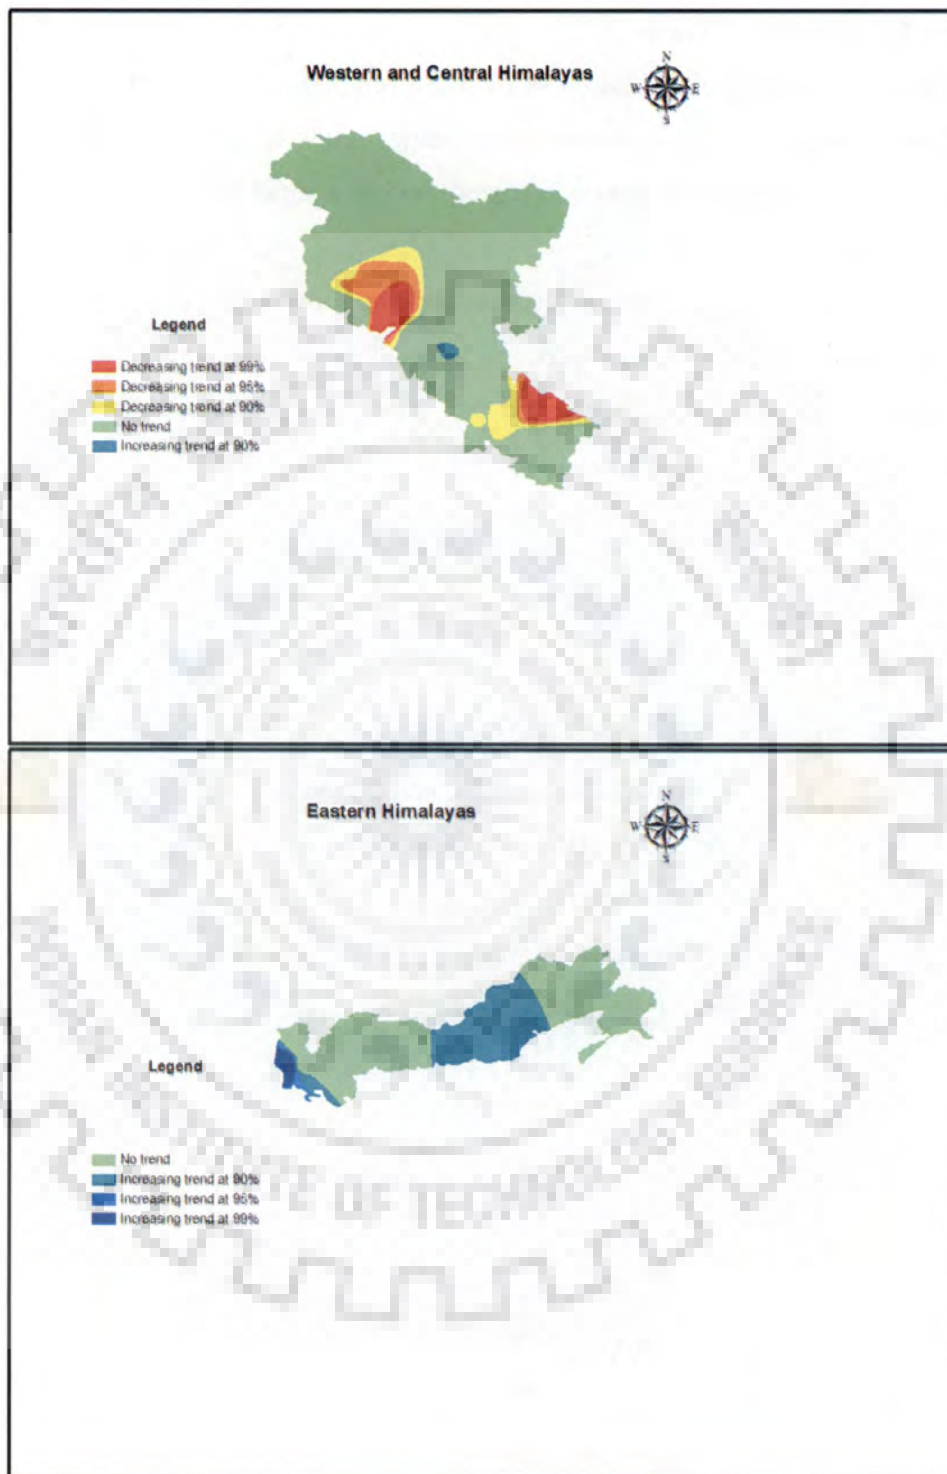 Western and Central Himalayas
N
W E
S
Legend
Decreasing trend at 99%
Decreasing trend at 95%
Decreasing trend at 90%
No trend
Increasing trend at 90%
Eastern Himalayas
N
W E
S
Legend
No trend
Increasing trend at 90%
Increasing trend at 95%
Increasing trend at 99%
OF TECHNOLOGY